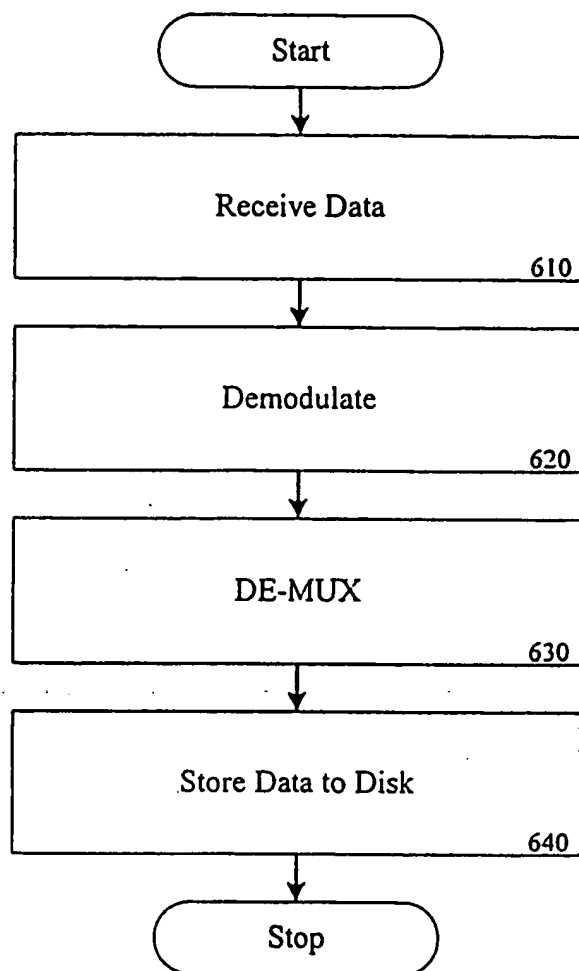 Start
Receive Data
610
Demodulate
620
DE-MUX
630
Store Data to Disk
640
Stop